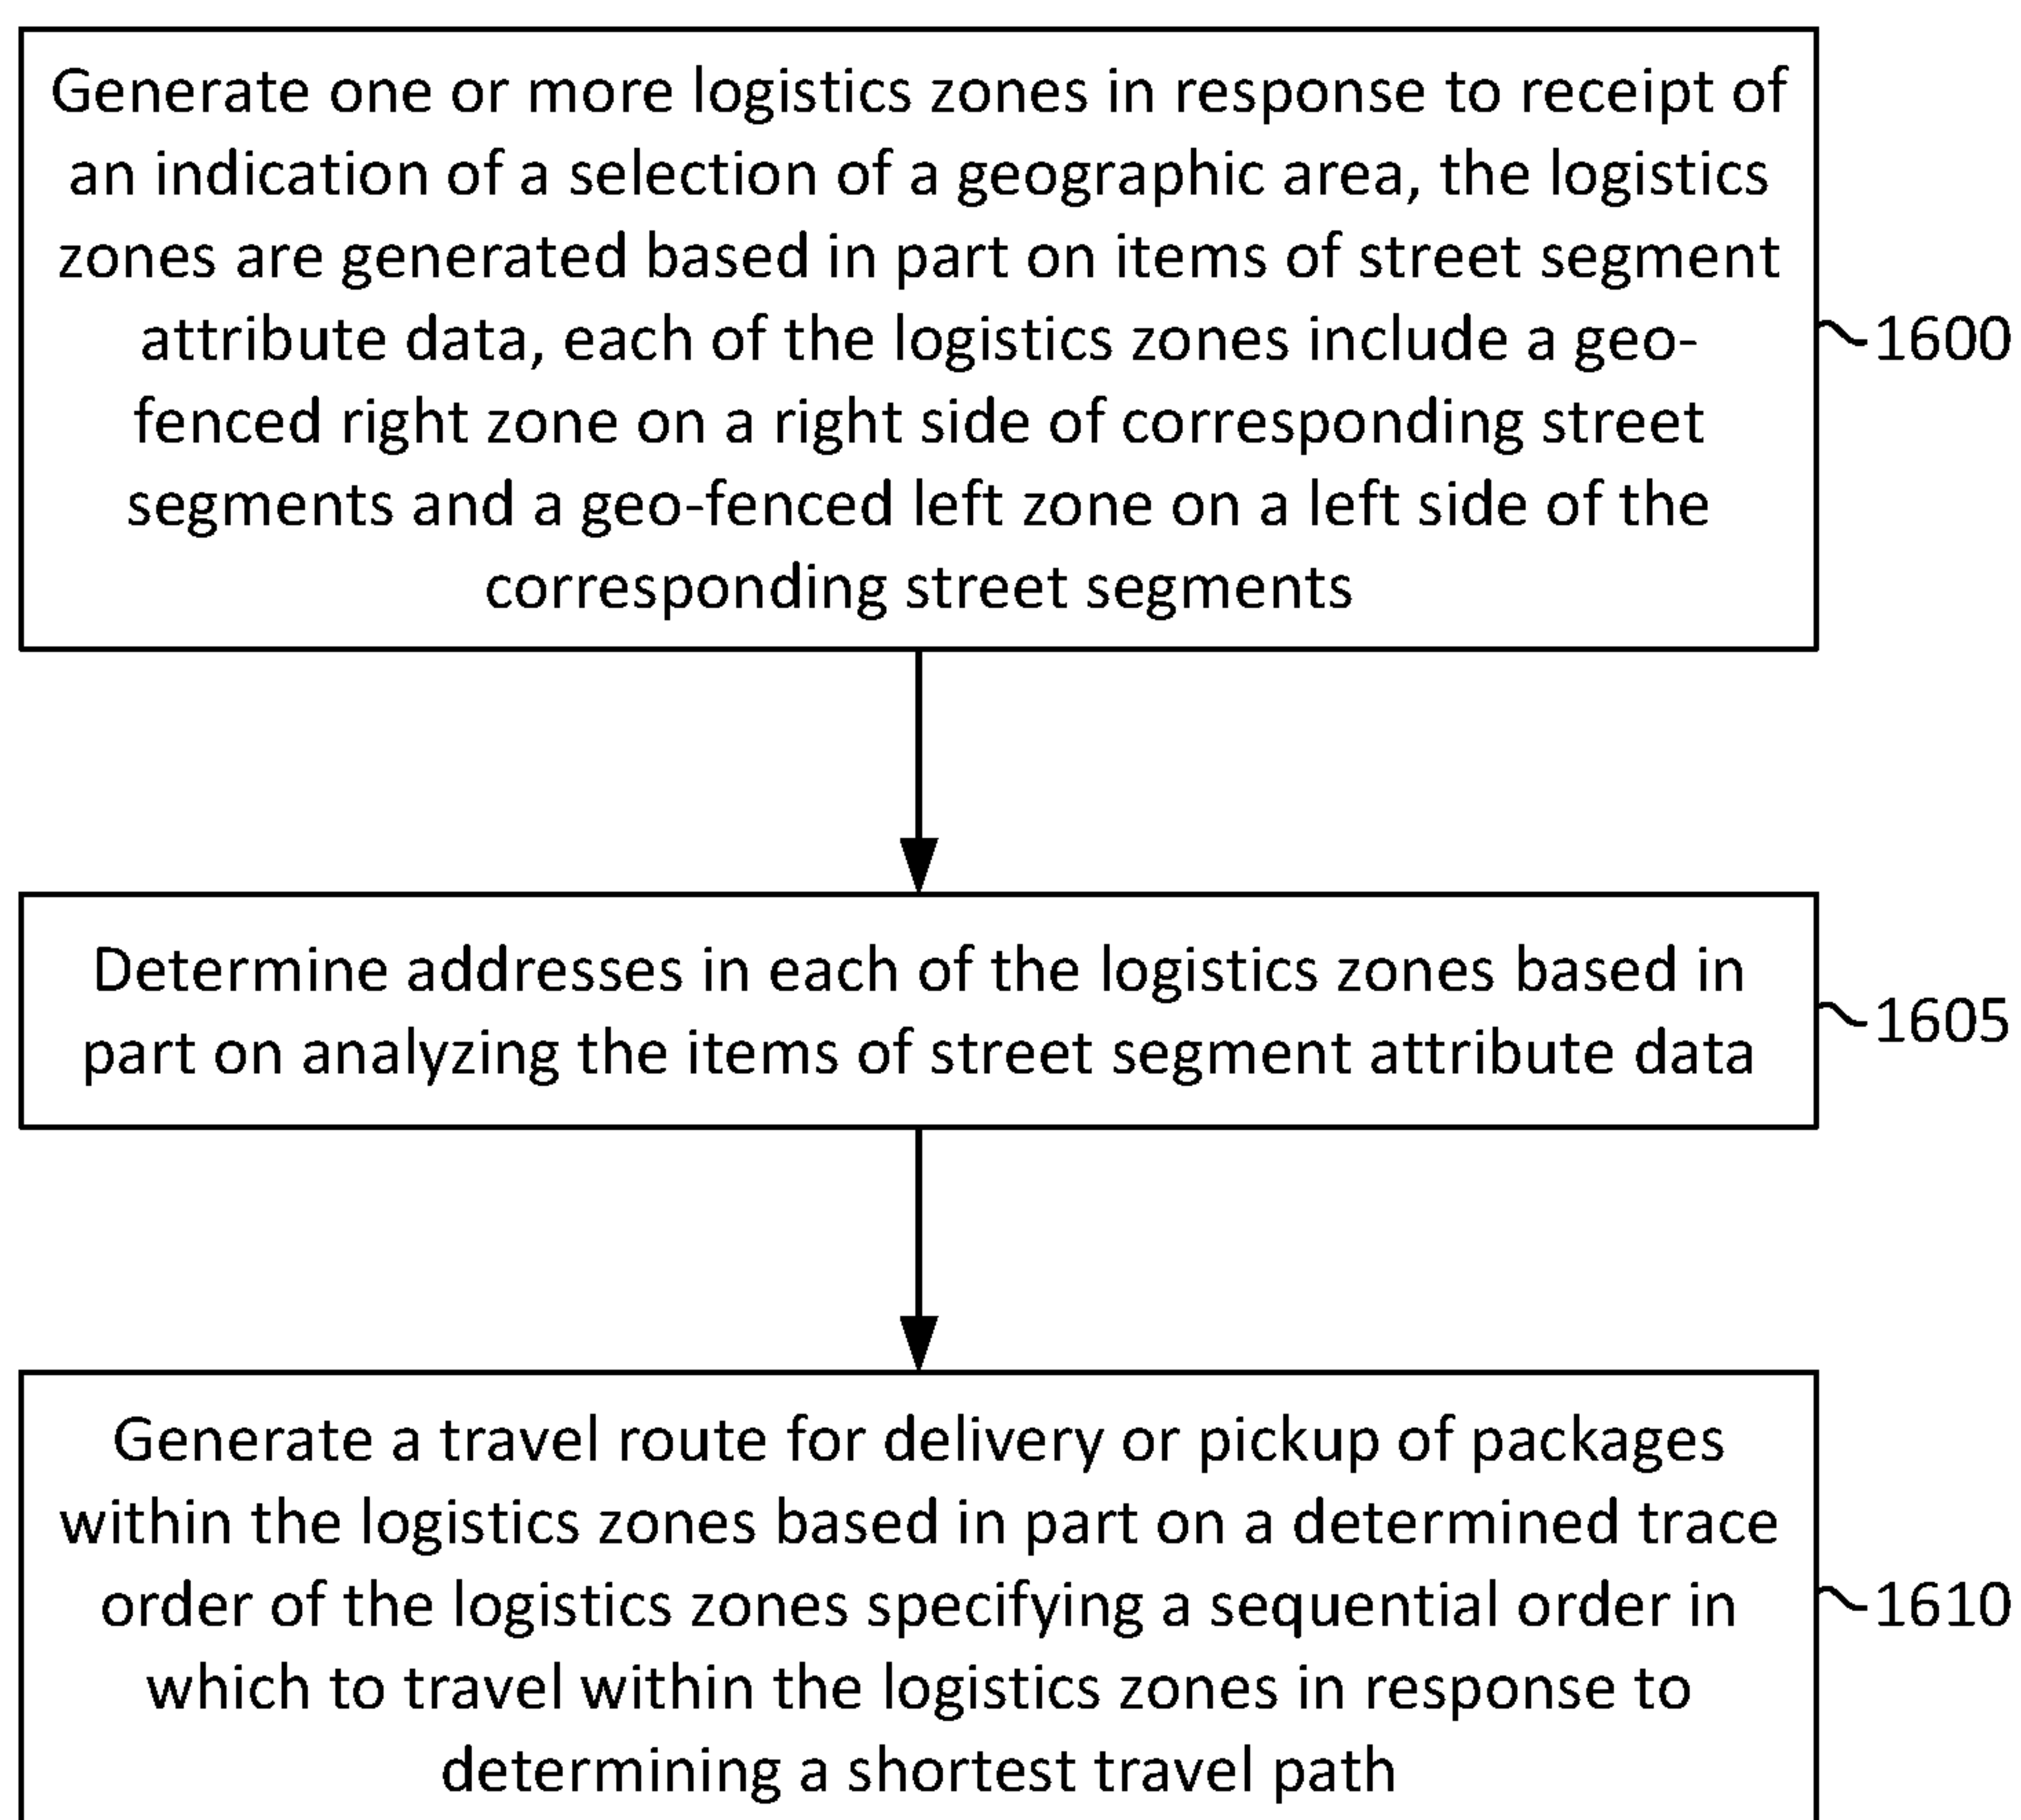 Generate one or more logistics zones in response to receipt of
an indication of a selection of a geographic area, the logistics
zones are generated based in part on items of street segment
attribute data, each of the logistics zones include a geo-
fenced right zone on a right side of corresponding street
segments and a geo-fenced left zone on a left side of the
corresponding street segments
1600
Determine addresses in each of the logistics zones based in
part on analyzing the items of street segment attribute data
1605
Generate a travel route for delivery or pickup of packages
within the logistics zones based in part on a determined trace
order of the logistics zones specifying a sequential order in
which to travel within the logistics zones in response to
determining a shortest travel path
1610